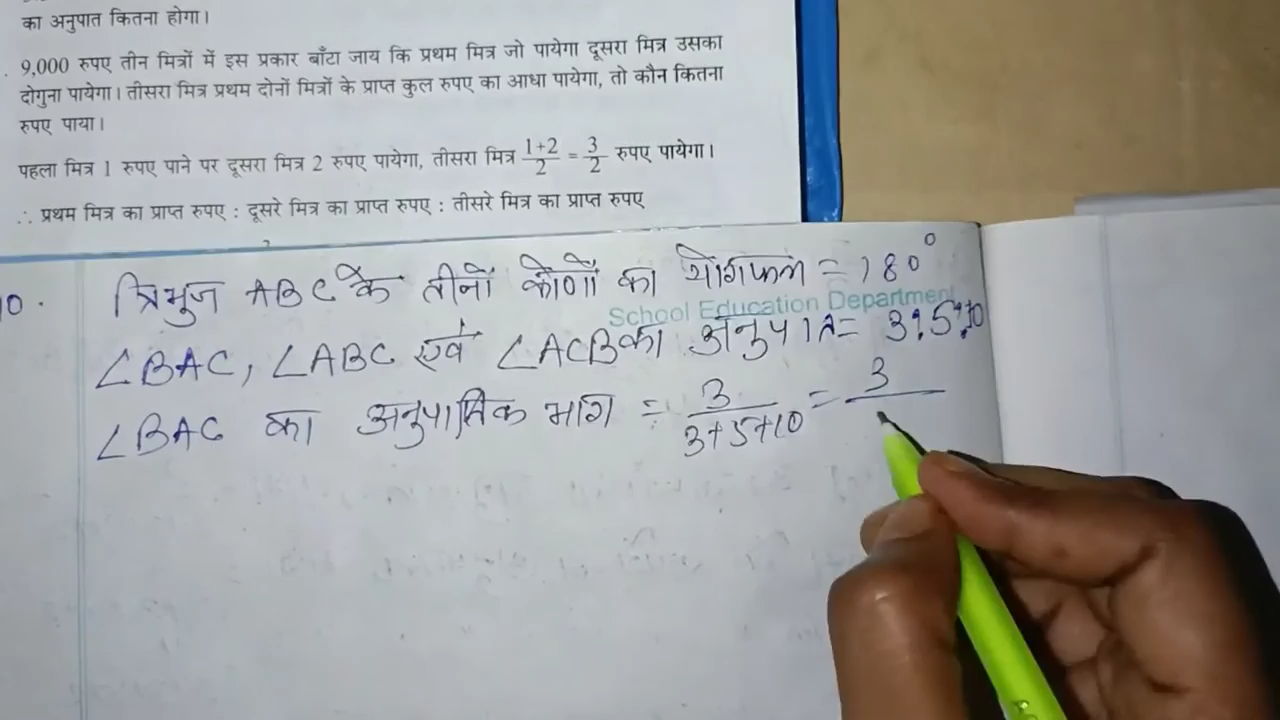 का अनुपात कितना होगा।
9,000 रुपए तीन मित्रों में इस प्रकार बाँटा जाय कि प्रथम मित्र जो पायेगा दूसरा मित्र उसका
दोगुना पायेगा। तीसरा मित्र प्रथम दोनों मित्रों के प्राप्त कुल रुपए का आधा पायेगा, तो कौन कितना
रुपए पाया।
पहला मित्र 1 रुपए पाने पर दूसरा मित्र 2 रुपए पायेगा, तीसरा मित्र (1+2)/2 = 3/2 रुपए पायेगा।
∴ प्रथम मित्र का प्राप्त रुपए : दूसरे मित्र का प्राप्त रुपए : तीसरे मित्र का प्राप्त रुपए
10. त्रिभुज ABC के तीनों कोणों का योगफल = 180°
School Education Department
∠BAC, ∠ABC एवं ∠ACB का अनुपात = 3:5:10
∠BAC का अनुपातिक भाग = 3/(3+5+10) = 3/